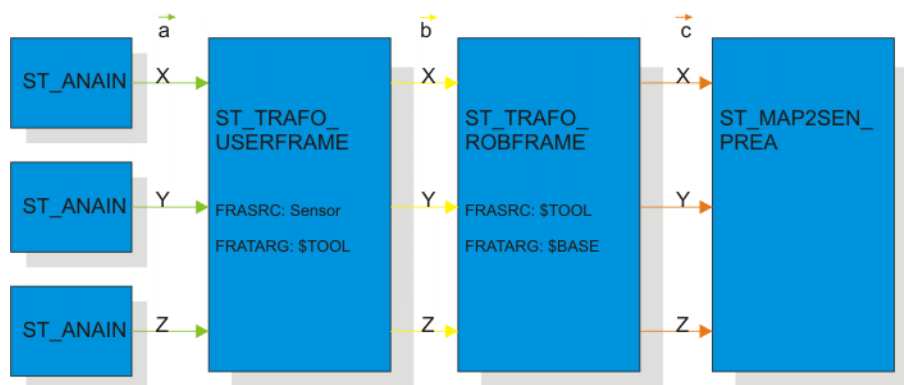 a
b
c
ST_ANAIN
X
ST_TRAFO_
USERFRAME
X
ST_TRAFO_
ROBFRAME
X
ST_MAP2SEN_
PREA
ST_ANAIN
Y
FRASRC: Sensor
FRATARG: $TOOL
Y
FRASRC: $TOOL
FRATARG: $BASE
Y
ST_ANAIN
Z
Z
Z